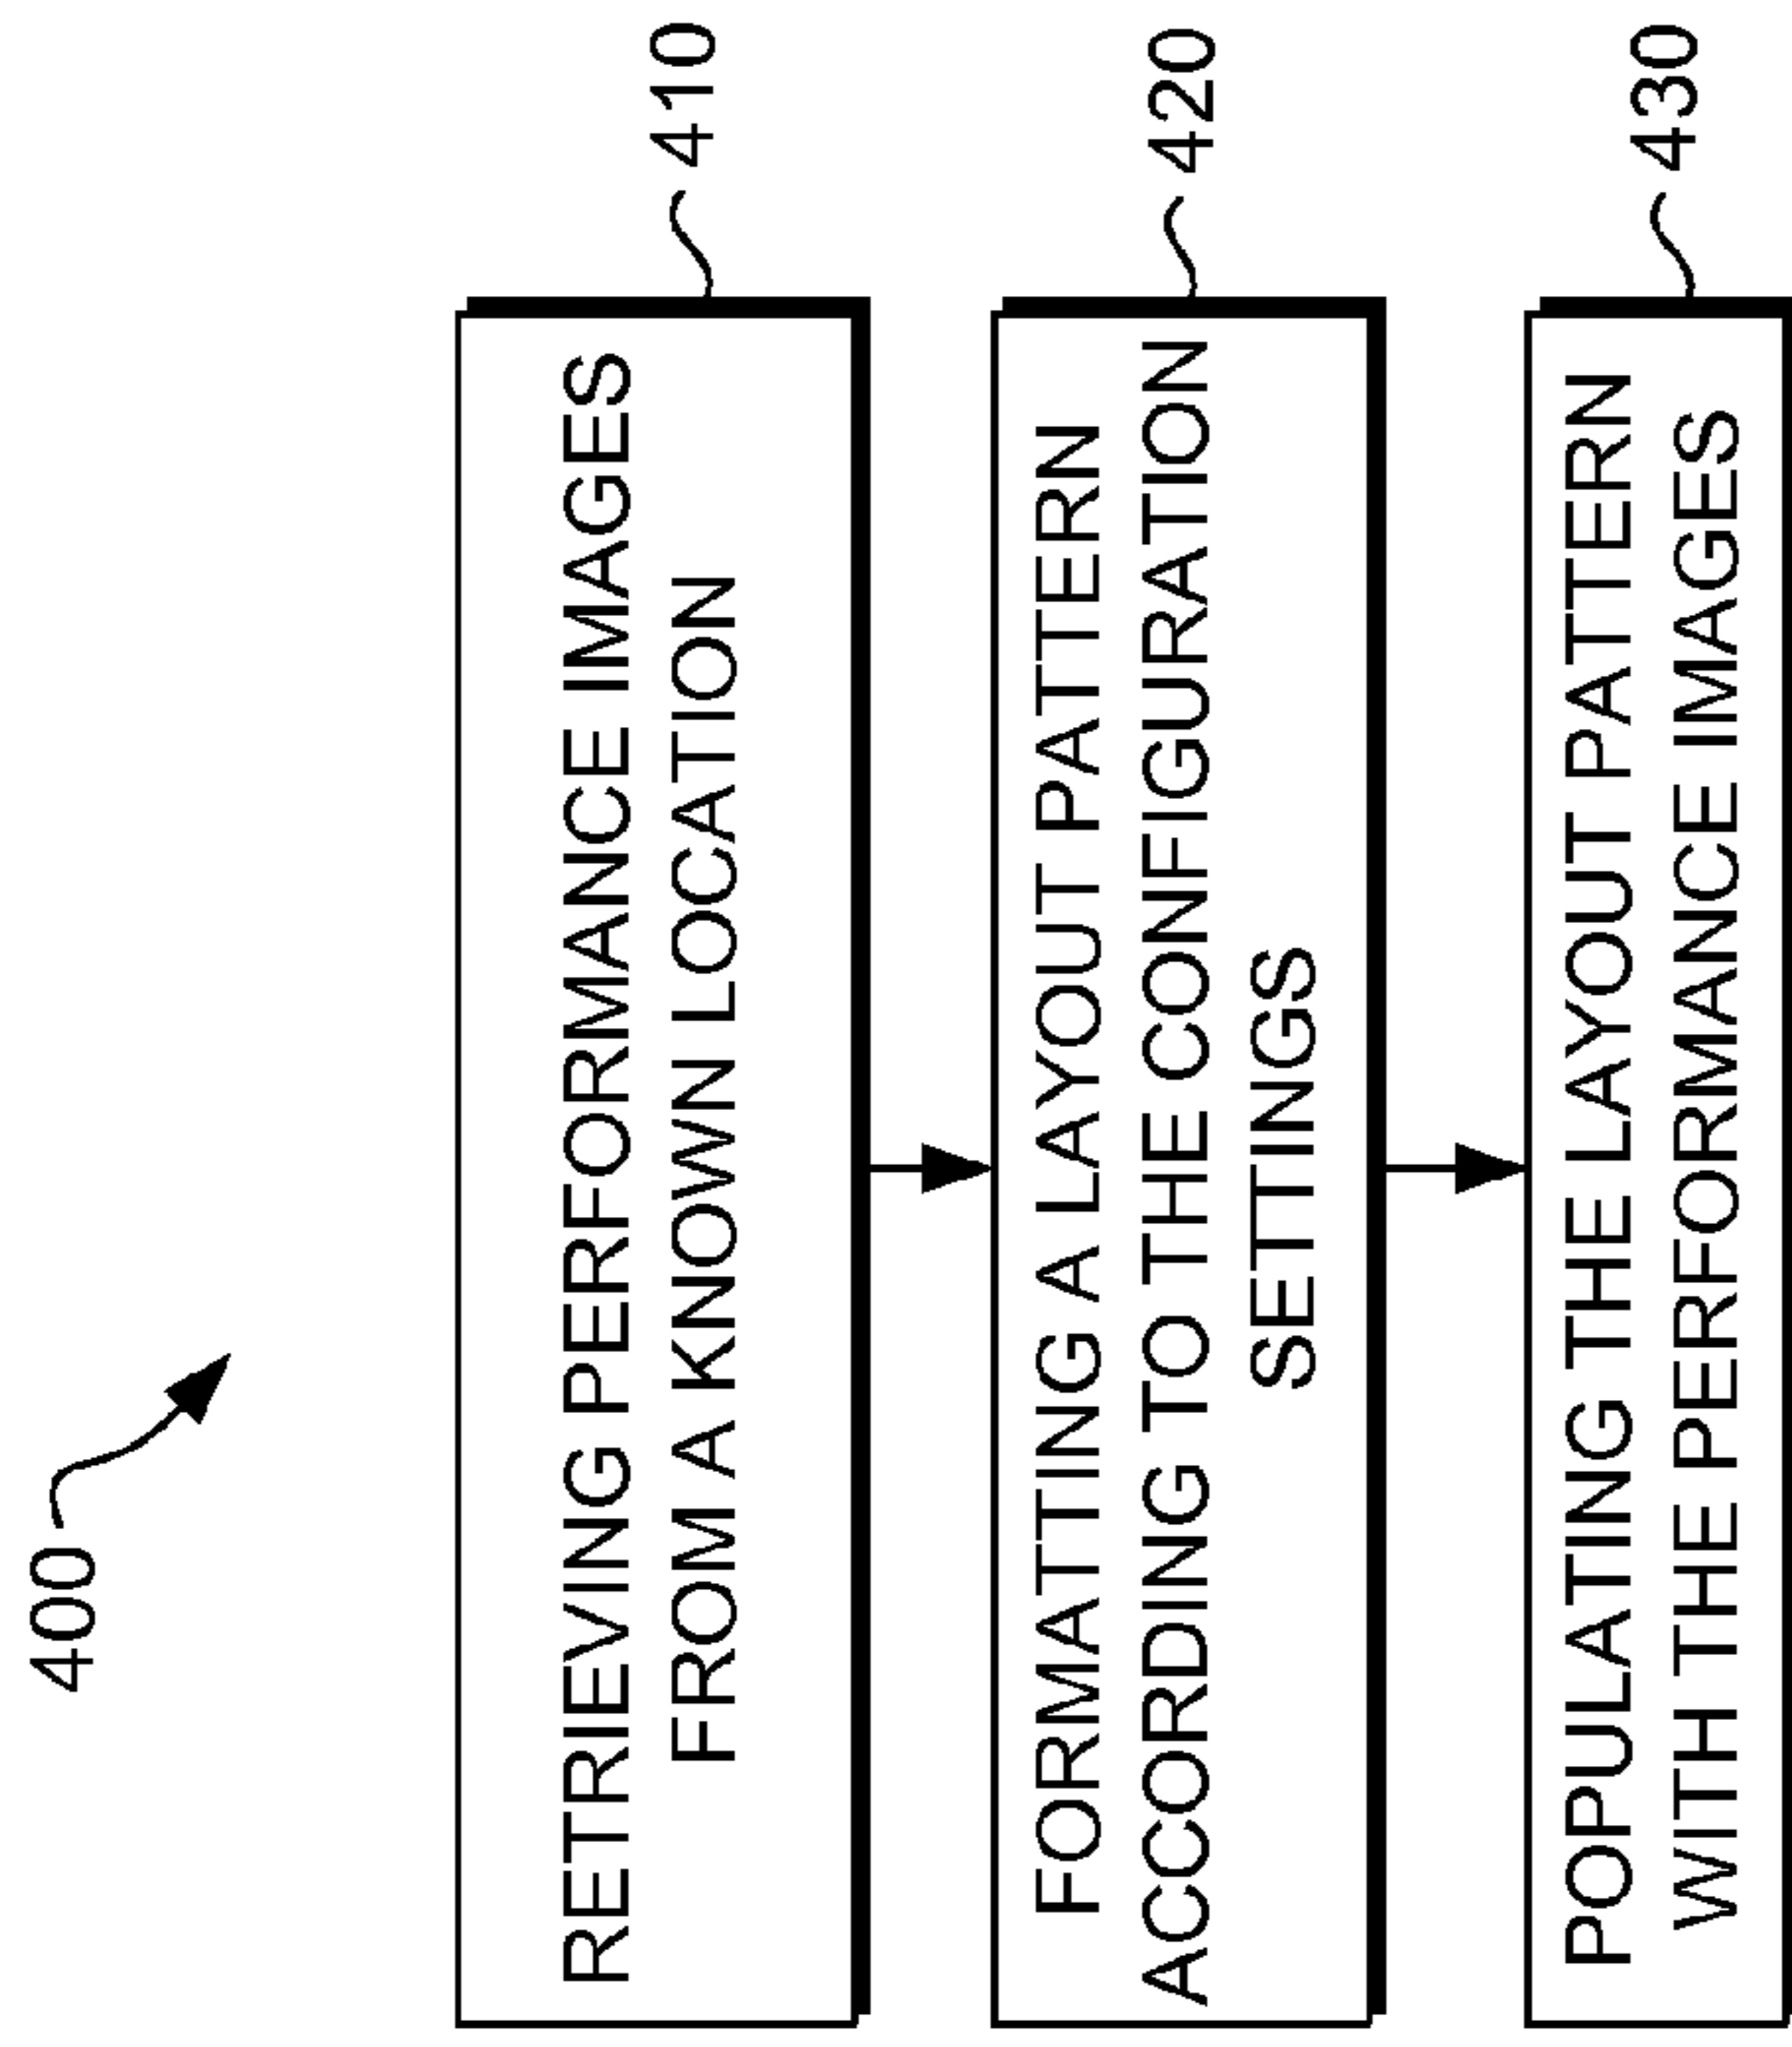 400
RETRIEVING PERFORMANCE IMAGES
FROM A KNOWN LOCATION
410
FORMATTING A LAYOUT PATTERN
ACCORDING TO THE CONFIGURATION
SETTINGS
420
POPULATING THE LAYOUT PATTERN
WITH THE PERFORMANCE IMAGES
430